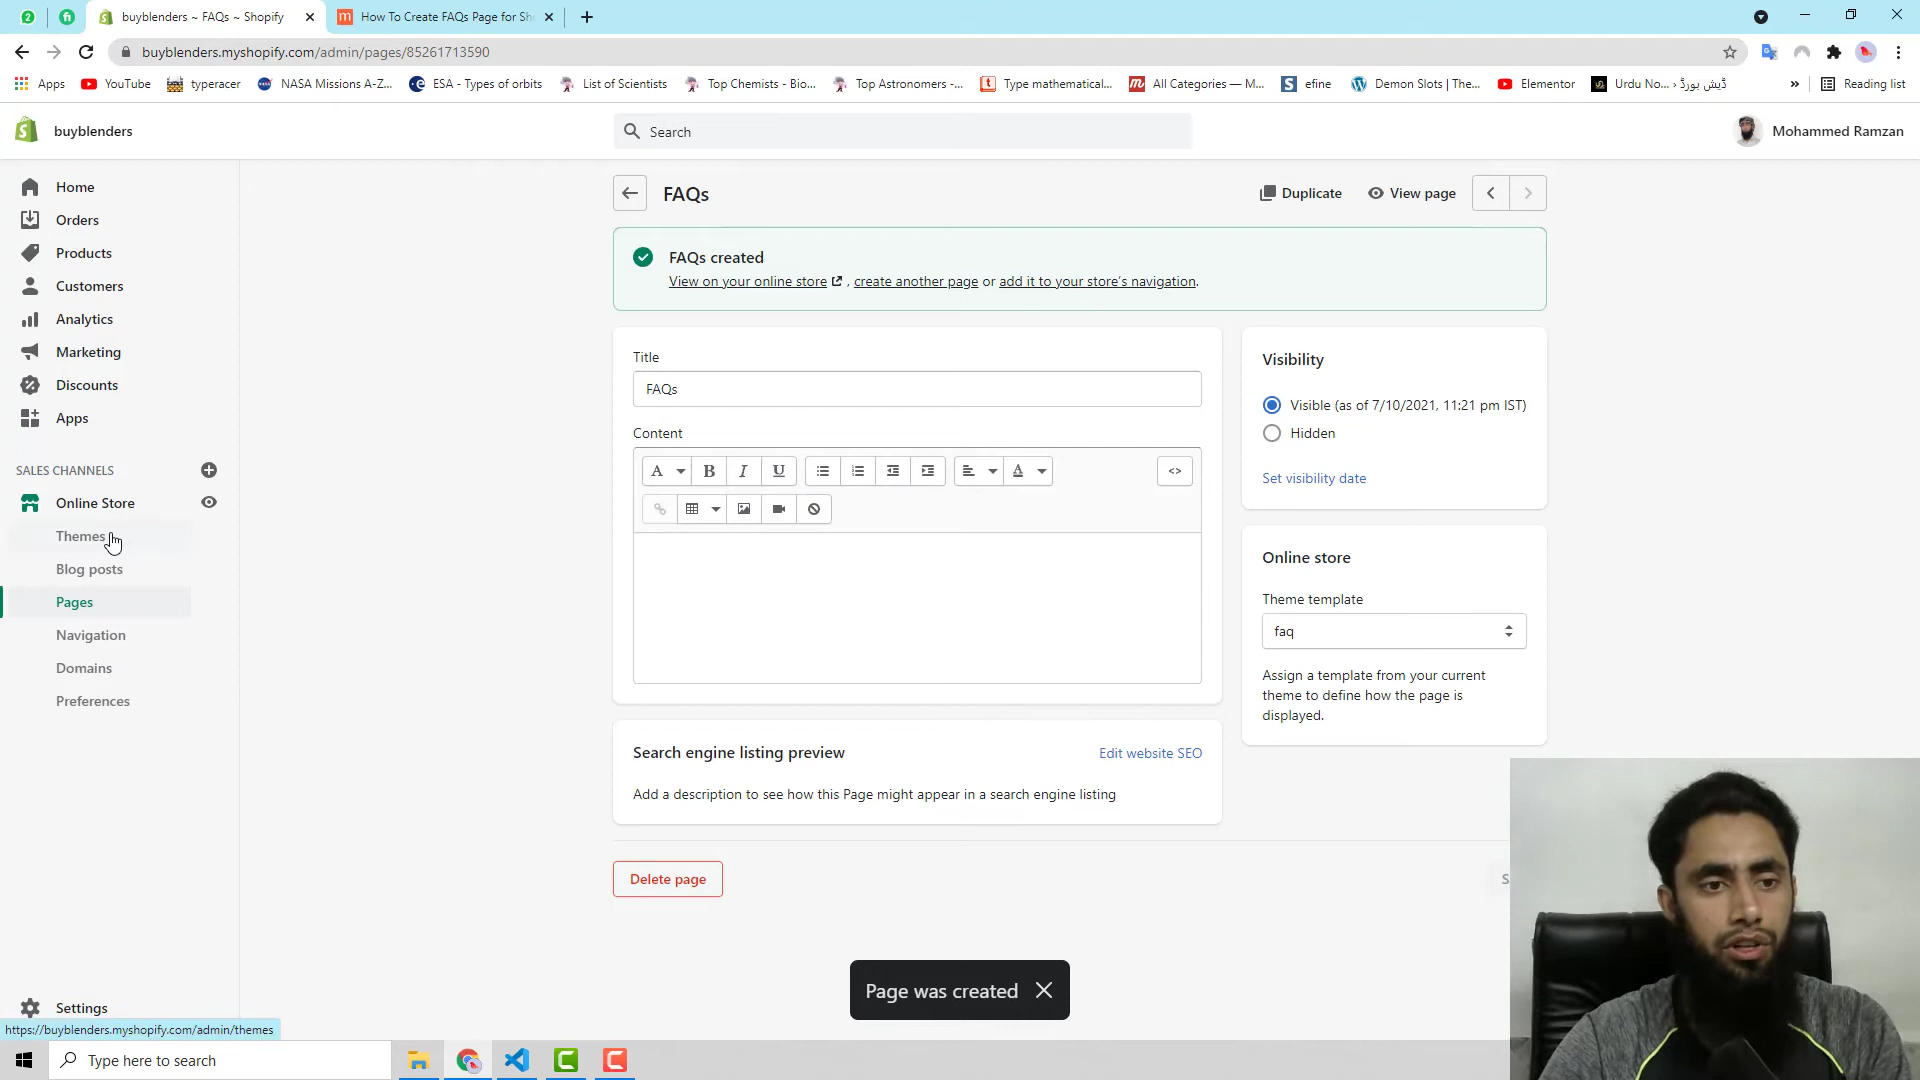 buyblenders ~ FAQs ~ Shopify
How To Create FAQs Page for Sh
buyblenders.myshopify.com/admin/pages/85261713590
Apps
YouTube
typeracer
NASA Missions A-Z...
ESA - Types of orbits
List of Scientists
Top Chemists - Bio...
Top Astronomers -...
Type mathematical...
All Categories — M...
efine
Demon Slots | The...
Elementor
Urdu No... › ڈیش بورڈ
»
Reading list
buyblenders
Search
Mohammed Ramzan
Home
Orders
Products
Customers
Analytics
Marketing
Discounts
Apps
SALES CHANNELS
Online Store
Themes
Blog posts
Pages
Navigation
Domains
Preferences
Settings
FAQs
Duplicate
View page
FAQs created
View on your online store , create another page or add it to your store's navigation.
Title
FAQs
Content
A
B
I
U
A
<>
Visibility
Visible (as of 7/10/2021, 11:21 pm IST)
Hidden
Set visibility date
Online store
Theme template
faq
Assign a template from your current
theme to define how the page is
displayed.
Search engine listing preview
Edit website SEO
Add a description to see how this Page might appear in a search engine listing
Delete page
S
Page was created
https://buyblenders.myshopify.com/admin/themes
Type here to search